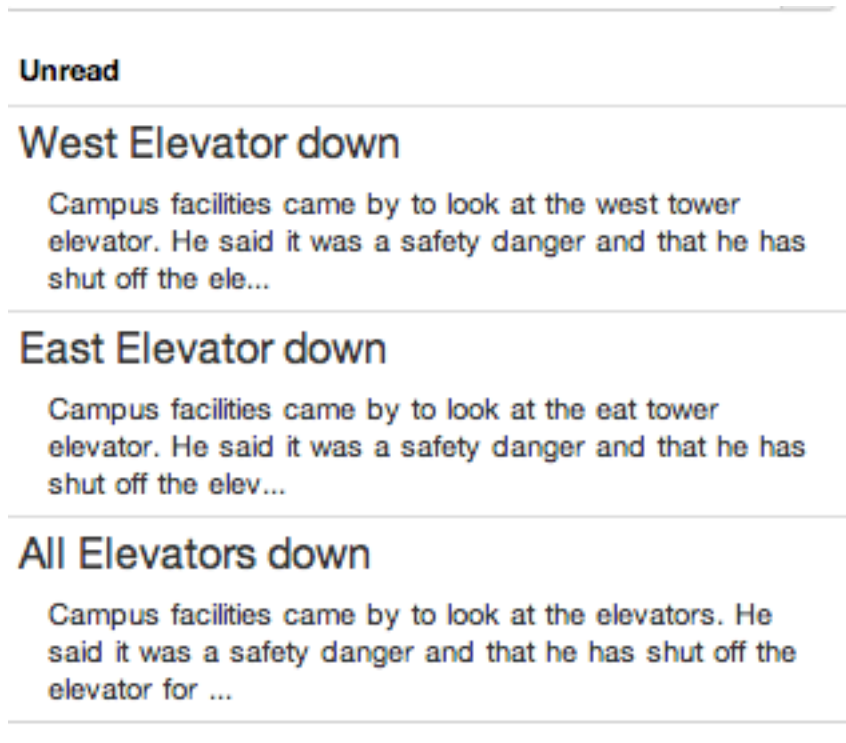 Unread
West Elevator down
Campus facilities came by to look at the west tower
elevator. He said it was a safety danger and that he has
shut off the ele...
East Elevator down
Campus facilities came by to look at the eat tower
elevator. He said it was a safety danger and that he has
shut off the elev...
All Elevators down
Campus facilities came by to look at the elevators. He
said it was a safety danger and that he has shut off the
elevator for ...